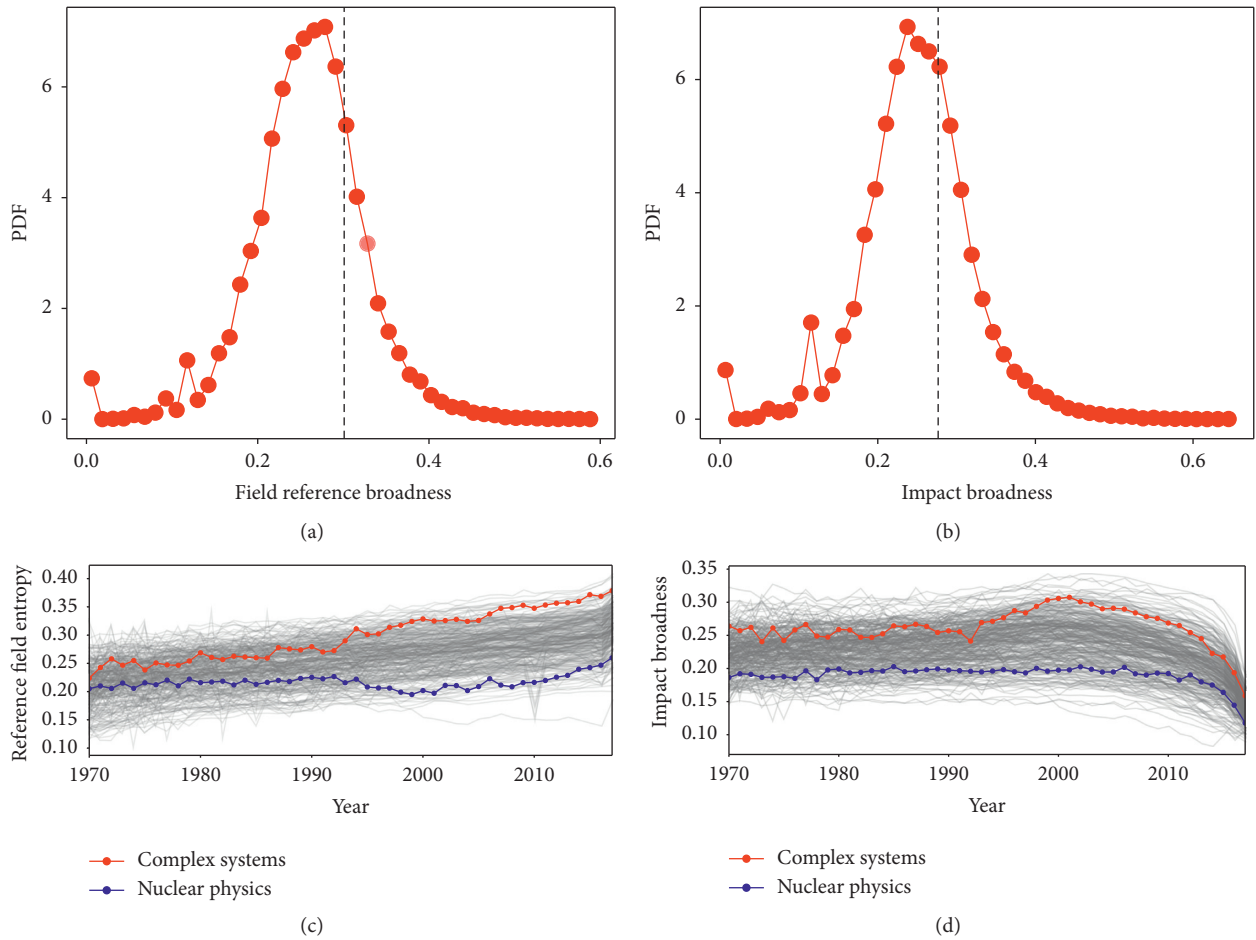 6
4
2
0
PDF
0.0 0.2 0.4 0.6
Field reference broadness
(a)
6
4
2
0
PDF
0.0 0.2 0.4 0.6
Impact broadness
(b)
0.40
0.35
0.30
0.25
0.20
0.15
0.10
Reference field entropy
1970 1980 1990 2000 2010
Year
Complex systems
Nuclear physics
(c)
0.35
0.30
0.25
0.20
0.15
0.10
Impact broadness
1970 1980 1990 2000 2010
Year
Complex systems
Nuclear physics
(d)